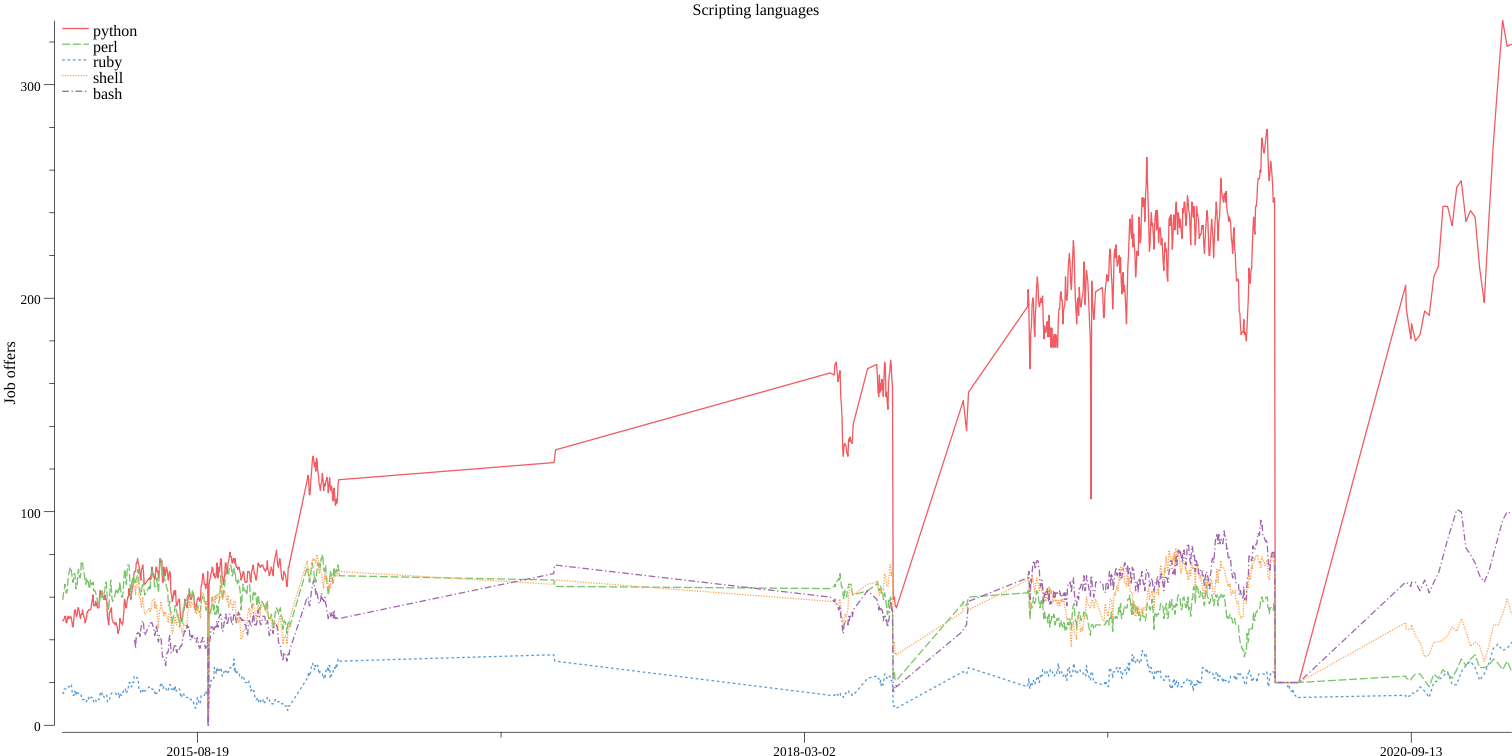 Scripting languages
python
perl
ruby
shell
bash
300
200
100
0
Job offers
2015-08-19
2018-03-02
2020-09-13